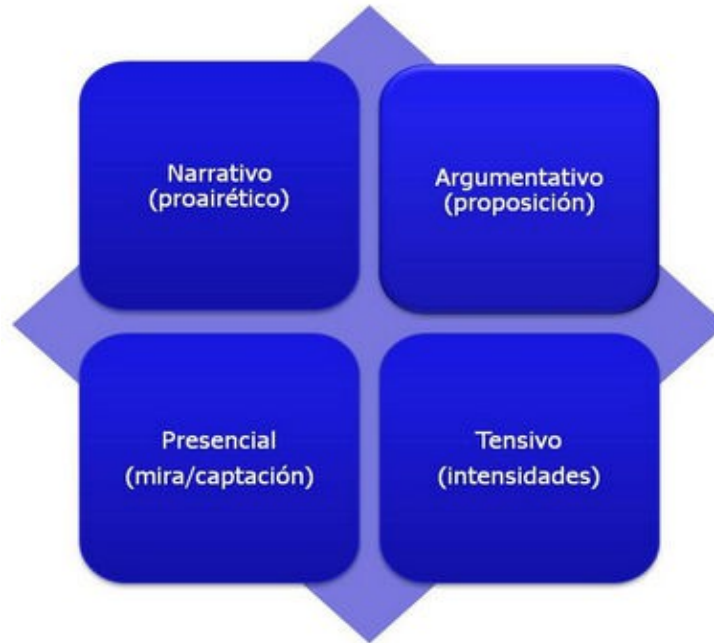 Narrativo
(proairético)
Argumentativo
(proposición)
Presencial
(mira/captación)
Tensivo
(intensidades)